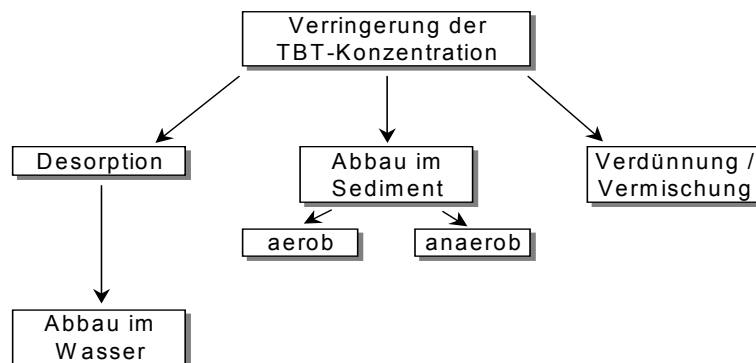 Verringerung der
TBT-Konzentration
Desorption
Abbau im
Sediment
Verdünnung /
Vermischung
aerob
anaerob
Abbau im
Wasser